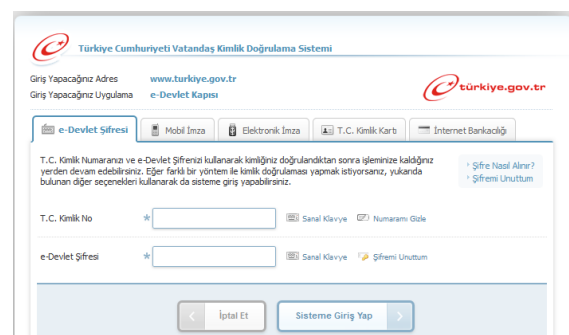 Türkiye Cumhuriyeti Vatandaş Kimlik Doğrulama Sistemi
Giriş Yapacağınız Adres www.turkiye.gov.tr
Giriş Yapacağınız Uygulama e-Devlet Kapısı
türkiye.gov.tr
e-Devlet Şifresi Mobil İmza Elektronik İmza T.C. Kimlik Kartı İnternet Bankacılığı
T.C. Kimlik Numaranızı ve e-Devlet Şifrenizi kullanarak kimliğiniz doğrulandıktan sonra işleminize kaldığınız
yerden devam edebilirsiniz. Eğer farklı bir yöntem ile kimlik doğrulaması yapmak istiyorsanız, yukarıda
bulunan diğer seçenekleri kullanarak da sisteme giriş yapabilirsiniz.
Şifre Nasıl Alınır?
Şifremi Unuttum
T.C. Kimlik No * Sanal Klavye Numaramı Gizle
e-Devlet Şifresi * Sanal Klavye Şifremi Unuttum
İptal Et Sisteme Giriş Yap